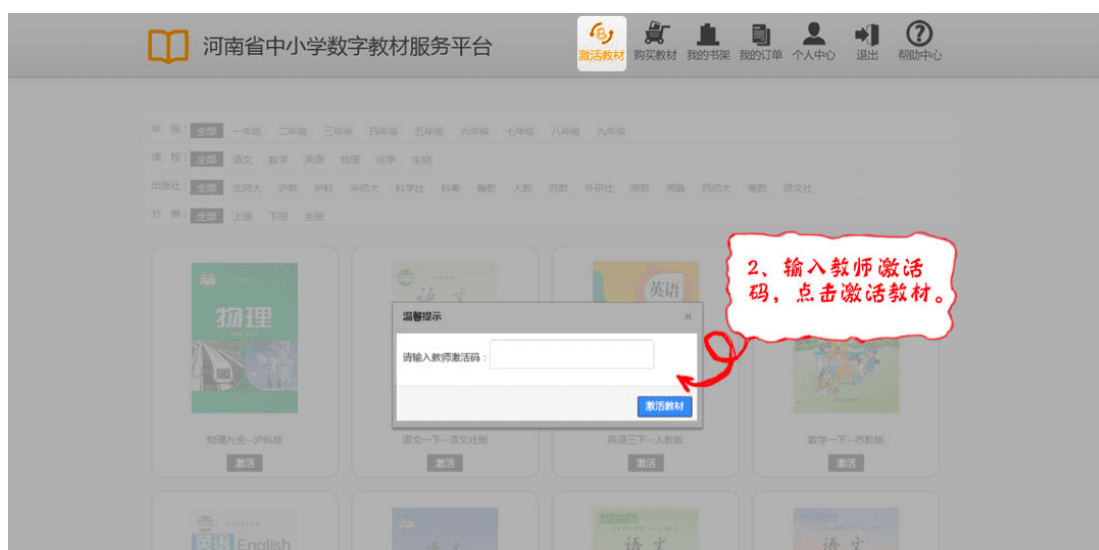 河南省中小学数字教材服务平台
激活教材 购买教材 我的书架 我的订单 个人中心 退出 帮助中心
年 级：全部 一年级 二年级 三年级 四年级 五年级 六年级 七年级 八年级 九年级
课 程：全部 语文 数学 英语 物理 化学 生物
出版社：全部 北师大 沪教 沪科 华师大 科学社 科粤 鲁教 人教 苏教 外研社 湘教 湘鲁 西师大 粤教 语文社
分 册：全部 上册 下册 全册
2、输入教师激活
码，点击激活教材。
物理
语文
英语
温馨提示 ×
请输入教师激活码：
激活教材
物理九全--沪科版 语文一下--语文社版 英语三下--人教版 数学一下--苏教版
激活 激活 激活 激活
英语 English
语文
语文
语文